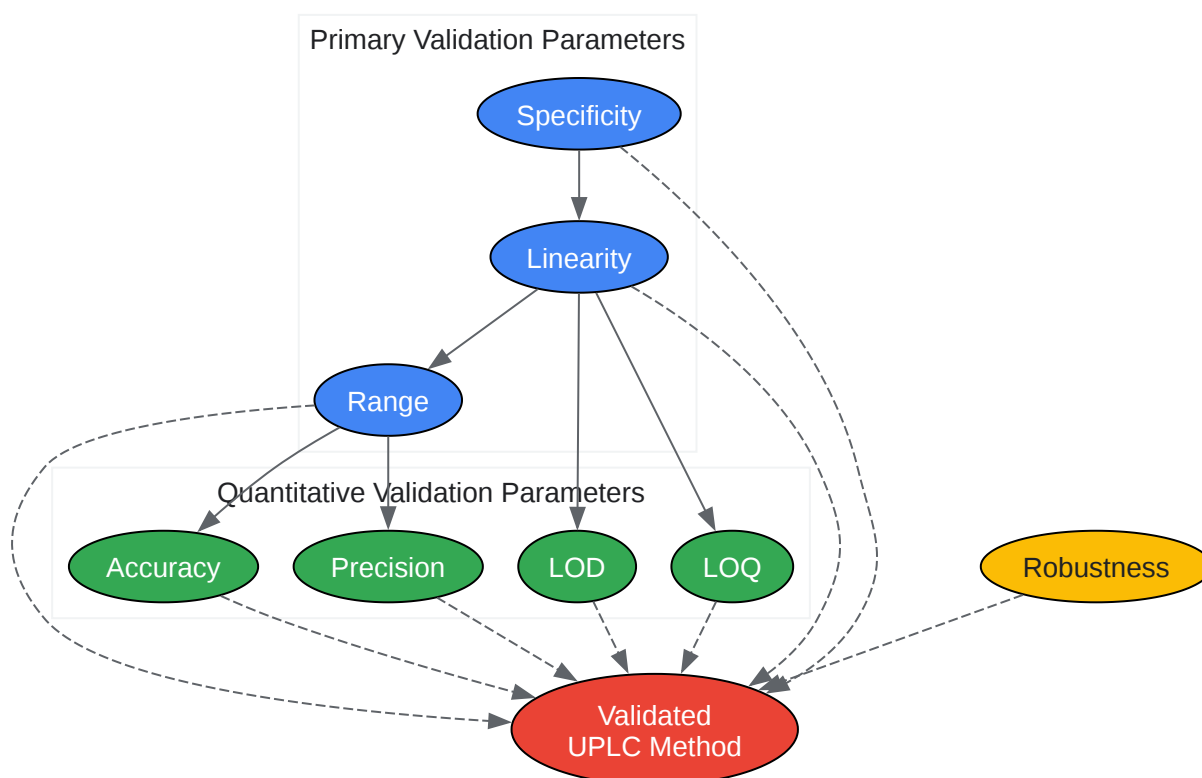 Primary Validation Parameters
Specificity
Linearity
Range
Quantitative Validation Parameters
Accuracy
Precision
LOD
LOQ
Robustness
Validated
UPLC Method